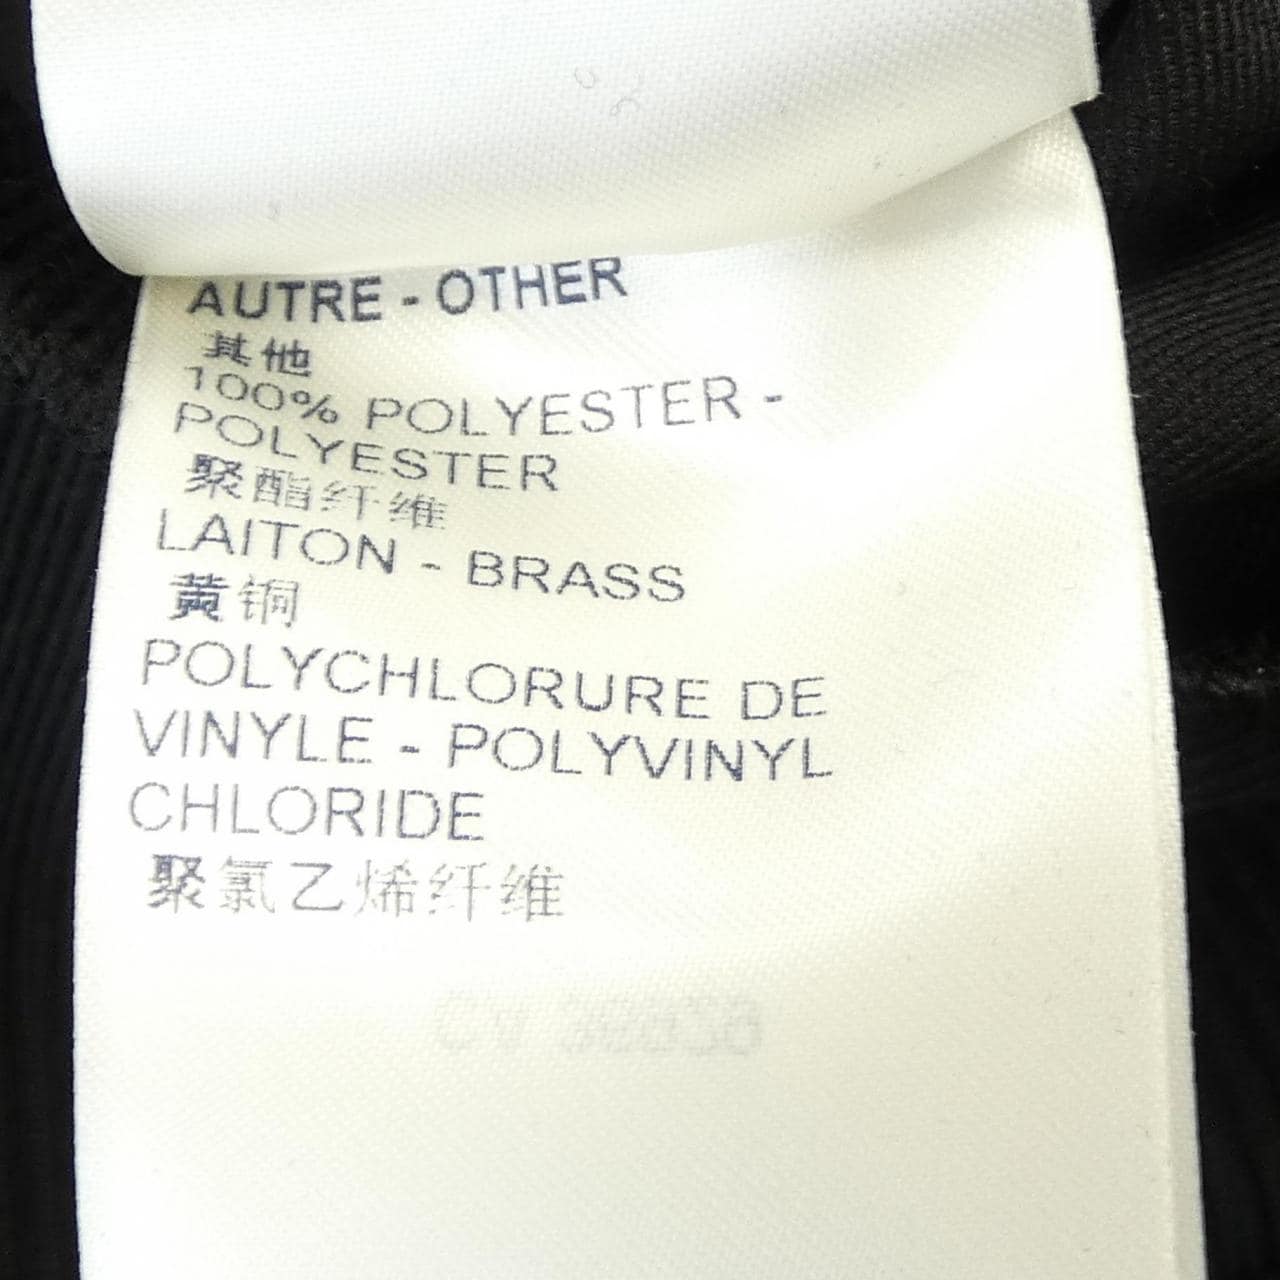 AUTRE - OTHER
其他
100% POLYESTER -
POLYESTER
聚酯纤维
LAITON - BRASS
黄铜
POLYCHLORURE DE
VINYLE - POLYVINYL
CHLORIDE
聚氯乙烯纤维